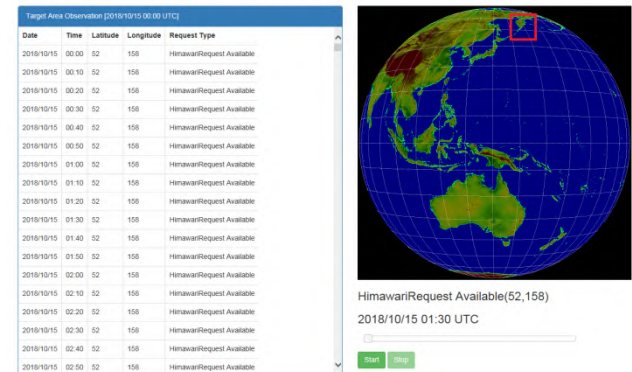 Target Area Observation [2018/10/15 00:00 UTC]
Date Time Latitude Longitude Request Type
2018/10/15 00:00 52 158 HimawariRequest Available
2018/10/15 00:10 52 158 HimawariRequest Available
2018/10/15 00:20 52 158 HimawariRequest Available
2018/10/15 00:30 52 158 HimawariRequest Available
2018/10/15 00:40 52 158 HimawariRequest Available
2018/10/15 00:50 52 158 HimawariRequest Available
2018/10/15 01:00 52 158 HimawariRequest Available
2018/10/15 01:10 52 158 HimawariRequest Available
2018/10/15 01:20 52 158 HimawariRequest Available
2018/10/15 01:30 52 158 HimawariRequest Available
2018/10/15 01:40 52 158 HimawariRequest Available
2018/10/15 01:50 52 158 HimawariRequest Available
2018/10/15 02:00 52 158 HimawariRequest Available
2018/10/15 02:10 52 158 HimawariRequest Available
2018/10/15 02:20 52 158 HimawariRequest Available
2018/10/15 02:30 52 158 HimawariRequest Available
2018/10/15 02:40 52 158 HimawariRequest Available
2018/10/15 02:50 52 158 HimawariRequest Available
HimawariRequest Available(52,158)
2018/10/15 01:30 UTC
Start Stop